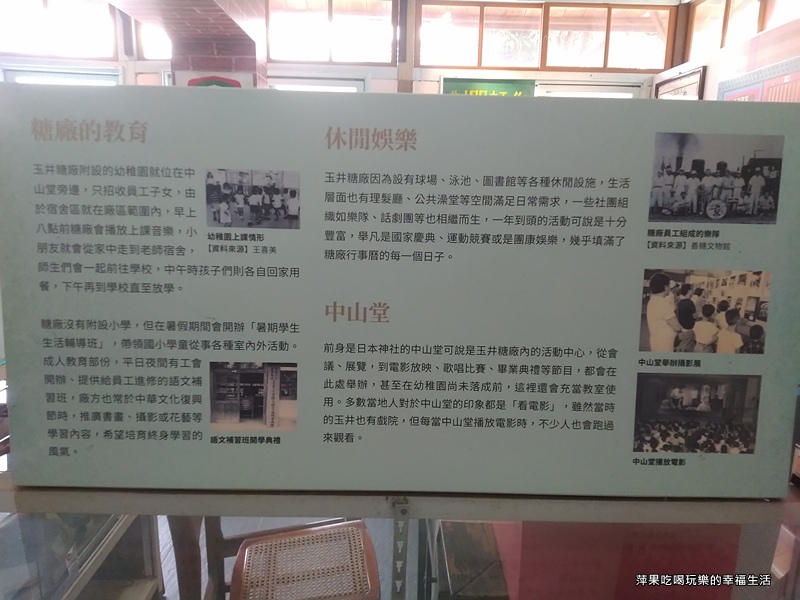 糖廠的教育
玉井糖廠附設的幼稚園就位在中
山堂旁邊，只招收員工子女，由
於宿舍區就在廠區範圍內，早上
八點前糖廠會播放上課音樂，小
朋友就會從家中走到老師宿舍，
師生們會一起前往學校，中午時孩子們則各自回家用
餐，下午再到學校直至放學。
幼稚園上課情形
【資料來源】王喜美
糖廠沒有附設小學，但在暑假期間會開辦「暑期學生
生活輔導班」，帶領國小學童從事各種室內外活動。
成人教育部份，平日夜間有工會
開辦、提供給員工進修的語文補
習班，廠方也常於中華文化復興
節時，推廣書畫、攝影或花藝等
學習內容，希望培育終身學習的
風氣。
語文補習班開學典禮
休閒娛樂
玉井糖廠因為設有球場、泳池、圖書館等各種休閒設施，生活
層面也有理髮廳、公共澡堂等空間滿足日常需求，一些社團組
織如樂隊、話劇團等也相繼而生，一年到頭的活動可說是十分
豐富，舉凡是國家慶典、運動競賽或是團康娛樂，幾乎填滿了
糖廠行事曆的每一個日子。
中山堂
前身是日本神社的中山堂可說是玉井糖廠內的活動中心，從會
議、展覽，到電影放映、歌唱比賽、畢業典禮等節目，都會在
此處舉辦，甚至在幼稚園尚未落成前，這裡還會充當教室使
用。多數當地人對於中山堂的印象都是「看電影」，雖然當時
的玉井也有戲院，但每當中山堂播放電影時，不少人也會跑過
來觀看。
糖廠員工組成的樂隊
【資料來源】善糖文物館
中山堂舉辦攝影展
中山堂播放電影
萍果吃喝玩樂的幸福生活